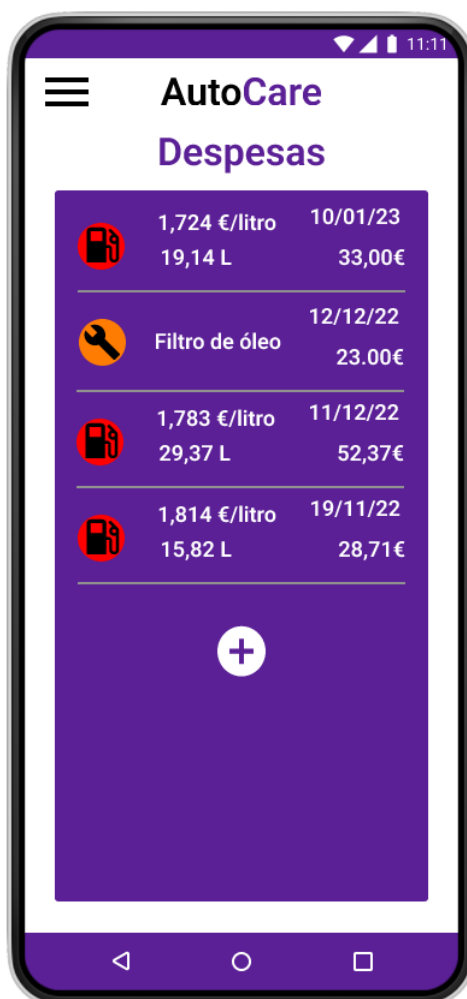 11:11
AutoCare
Despesas
1,724 €/litro 10/01/23
19,14 L 33,00€
12/12/22
Filtro de óleo
23.00€
1,783 €/litro 11/12/22
29,37 L 52,37€
1,814 €/litro 19/11/22
15,82 L 28,71€